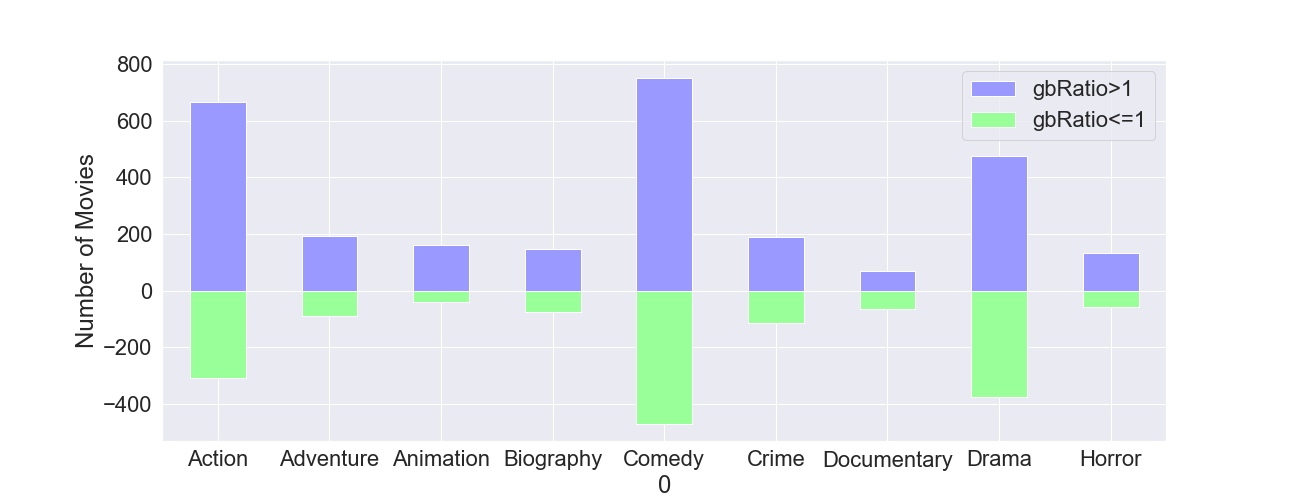 800
600
400
200
0
−200
−400
Number of Movies
gbRatio>1
gbRatio<=1
Action Adventure Animation Biography Comedy Crime Documentary Drama Horror
0